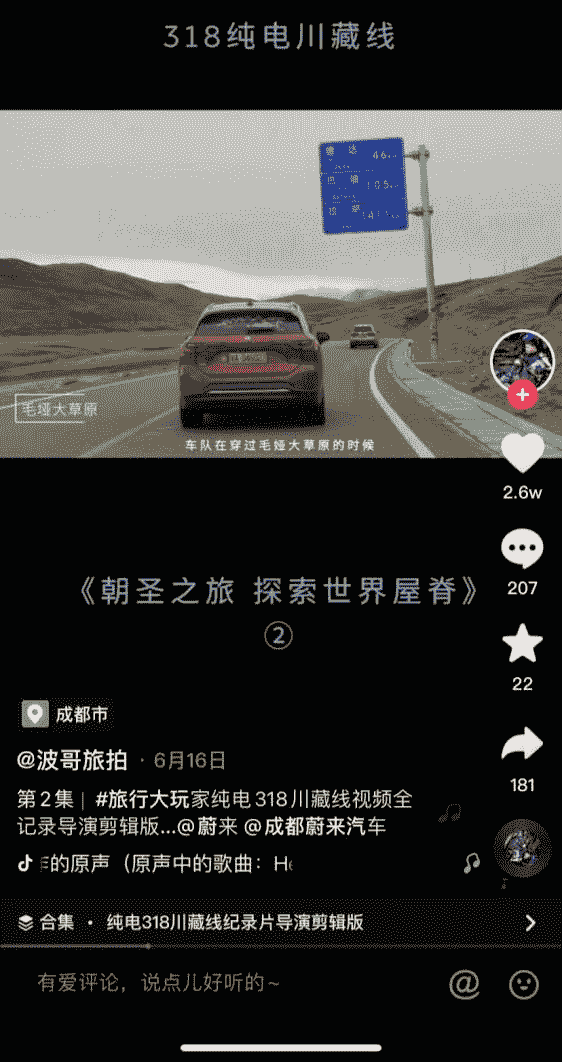 318纯电川藏线
46
105
毛垭大草原
车队在穿过毛娅大草原的时候
2.6w
《朝圣之旅 探索世界屋脊》
②
207
22
成都市
@波哥旅拍 · 6月16日
181
第2集| #旅行大玩家纯电318川藏线视频全
记录导演剪辑版...@蔚来 @成都蔚来汽车
的原声（原声中的歌曲：H
合集 · 纯电318川藏线纪录片导演剪辑版
有爱评论，说点儿好听的~
@